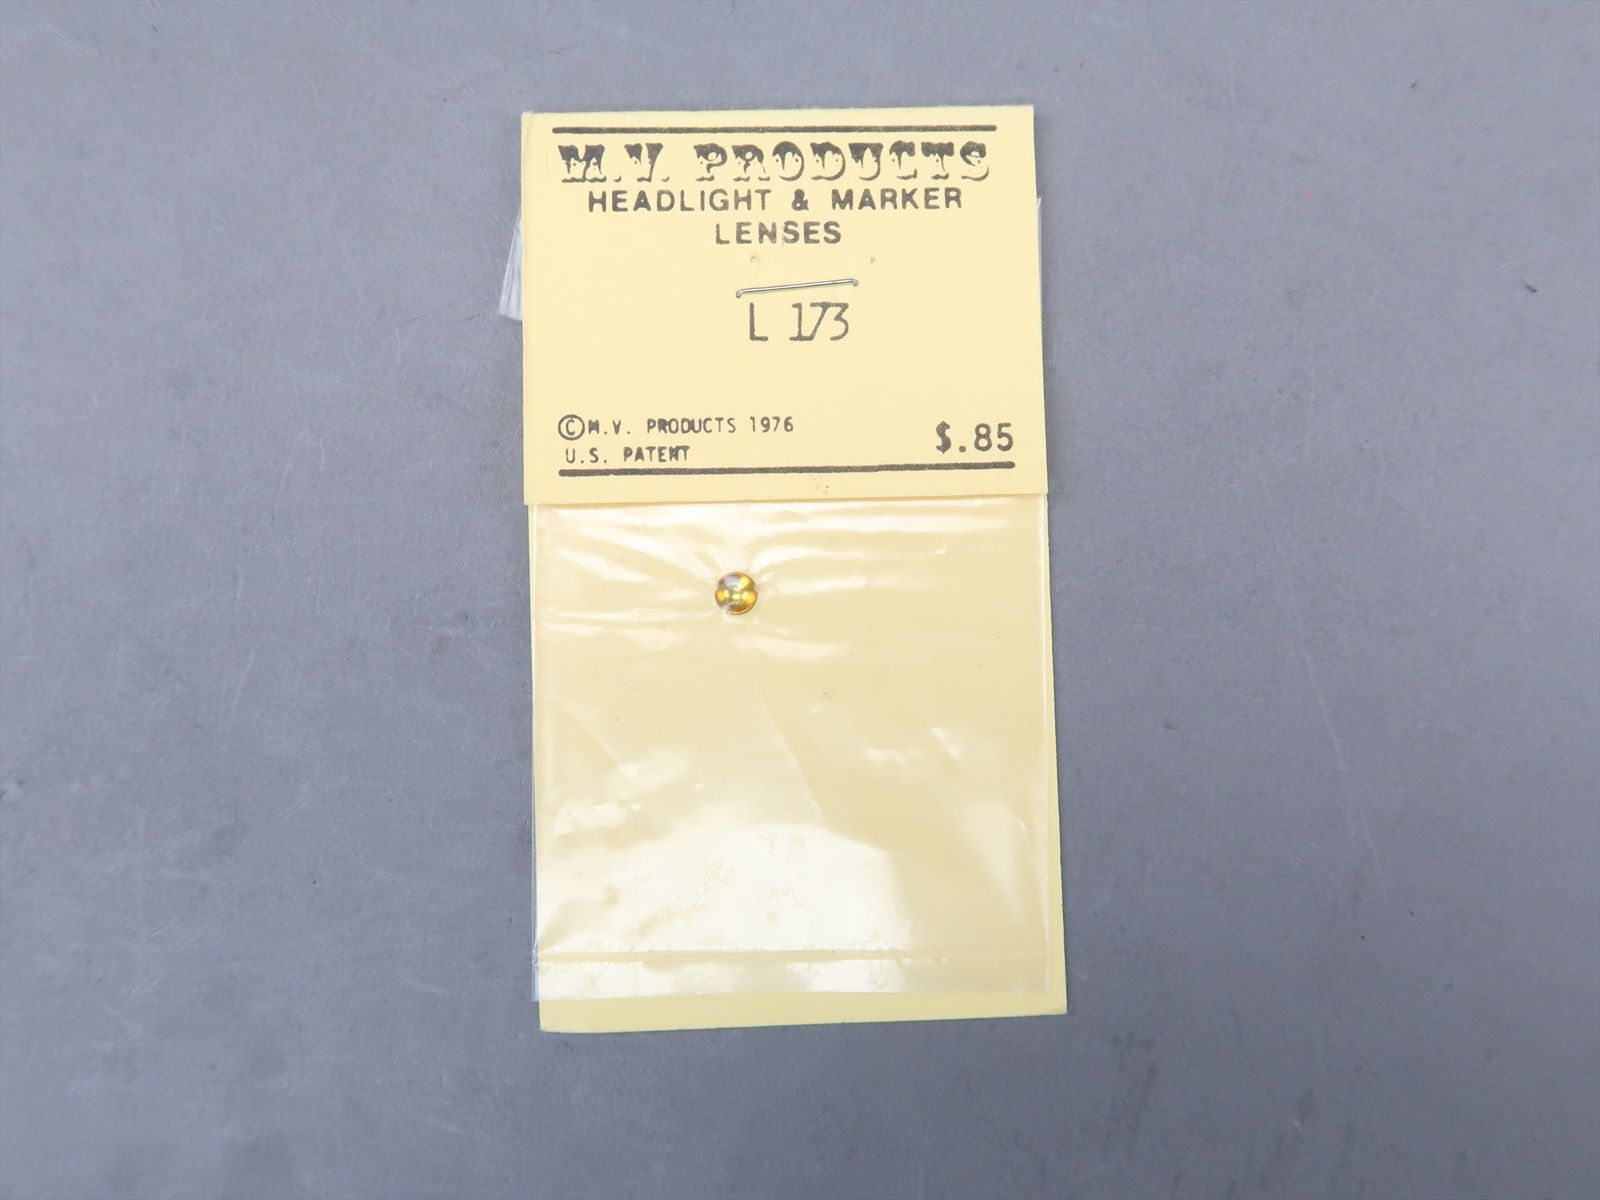 M.V. PRODUCTS
HEADLIGHT & MARKER
LENSES
L 173
©M.V. PRODUCTS 1976
U.S. PATENT
$.85